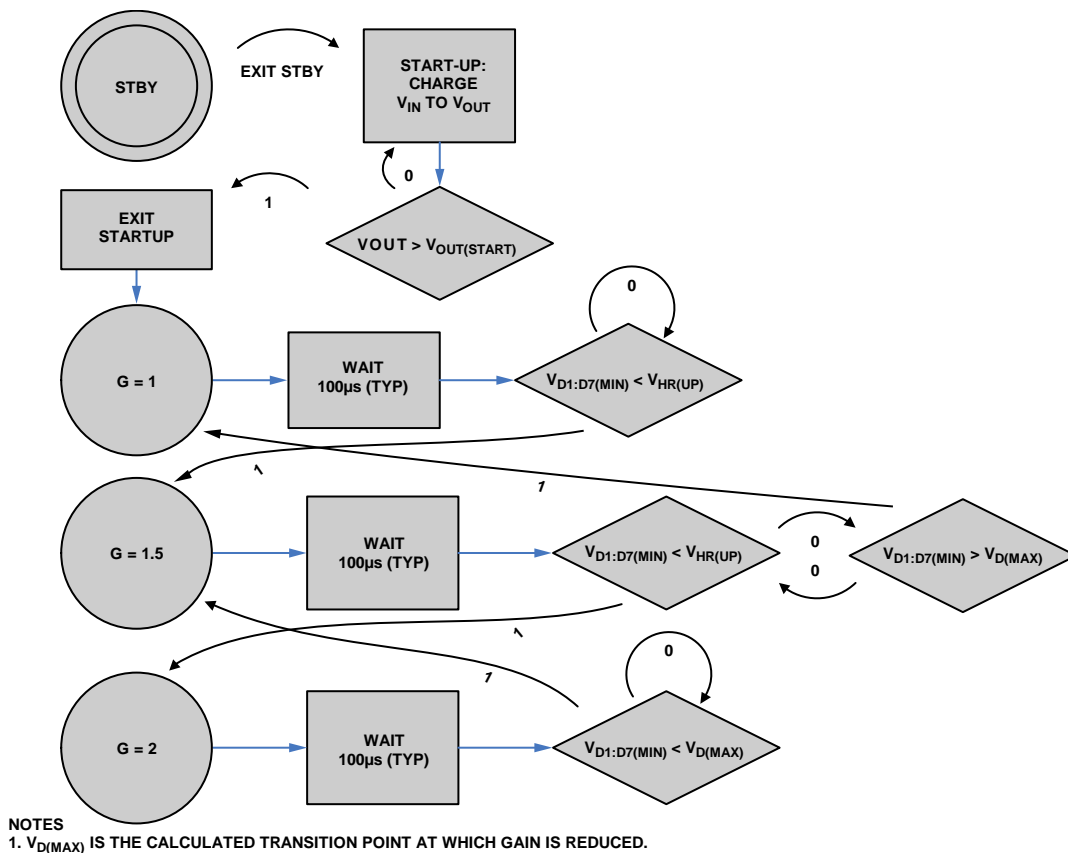 STBY
EXIT STBY
START-UP:
CHARGE
VIN TO VOUT
0
1
EXIT
STARTUP
VOUT > VOUT(START)
G = 1
WAIT
100µs (TYP)
0
VD1:D7(MIN) < VHR(UP)
1
1
G = 1.5
WAIT
100µs (TYP)
VD1:D7(MIN) < VHR(UP)
0
0
VD1:D7(MIN) > VD(MAX)
1
1
0
G = 2
WAIT
100µs (TYP)
VD1:D7(MIN) < VD(MAX)
NOTES
1. VD(MAX) IS THE CALCULATED TRANSITION POINT AT WHICH GAIN IS REDUCED.